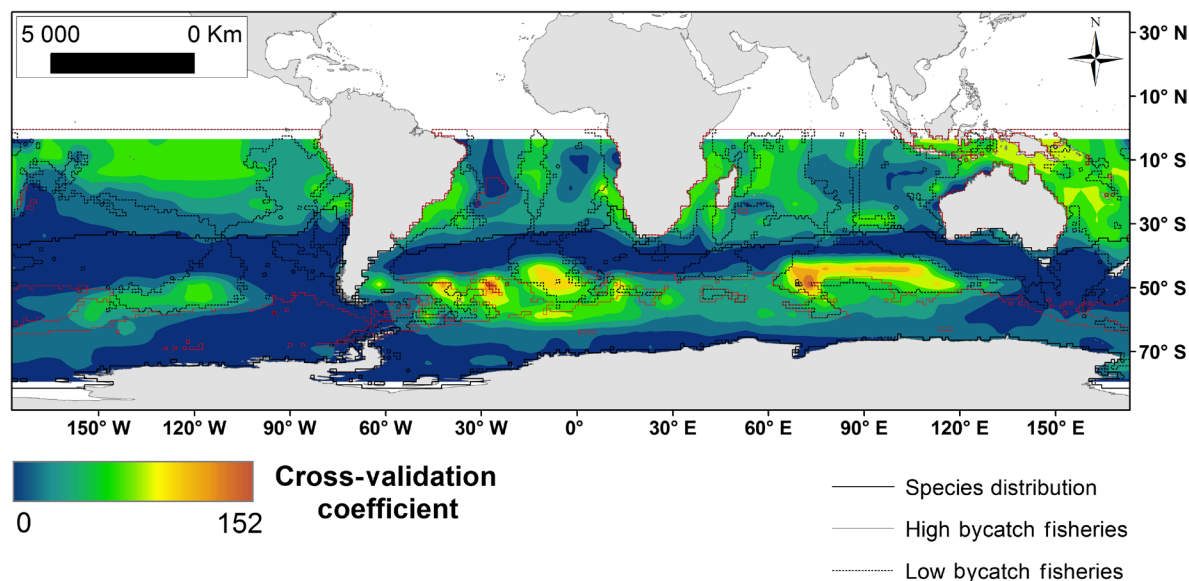 5 000 0 Km
N
30° N
10° N
10° S
30° S
50° S
70° S
150° W 120° W 90° W 60° W 30° W 0° 30° E 60° E 90° E 120° E 150° E
Cross-validation
coefficient
0 152
Species distribution
High bycatch fisheries
Low bycatch fisheries